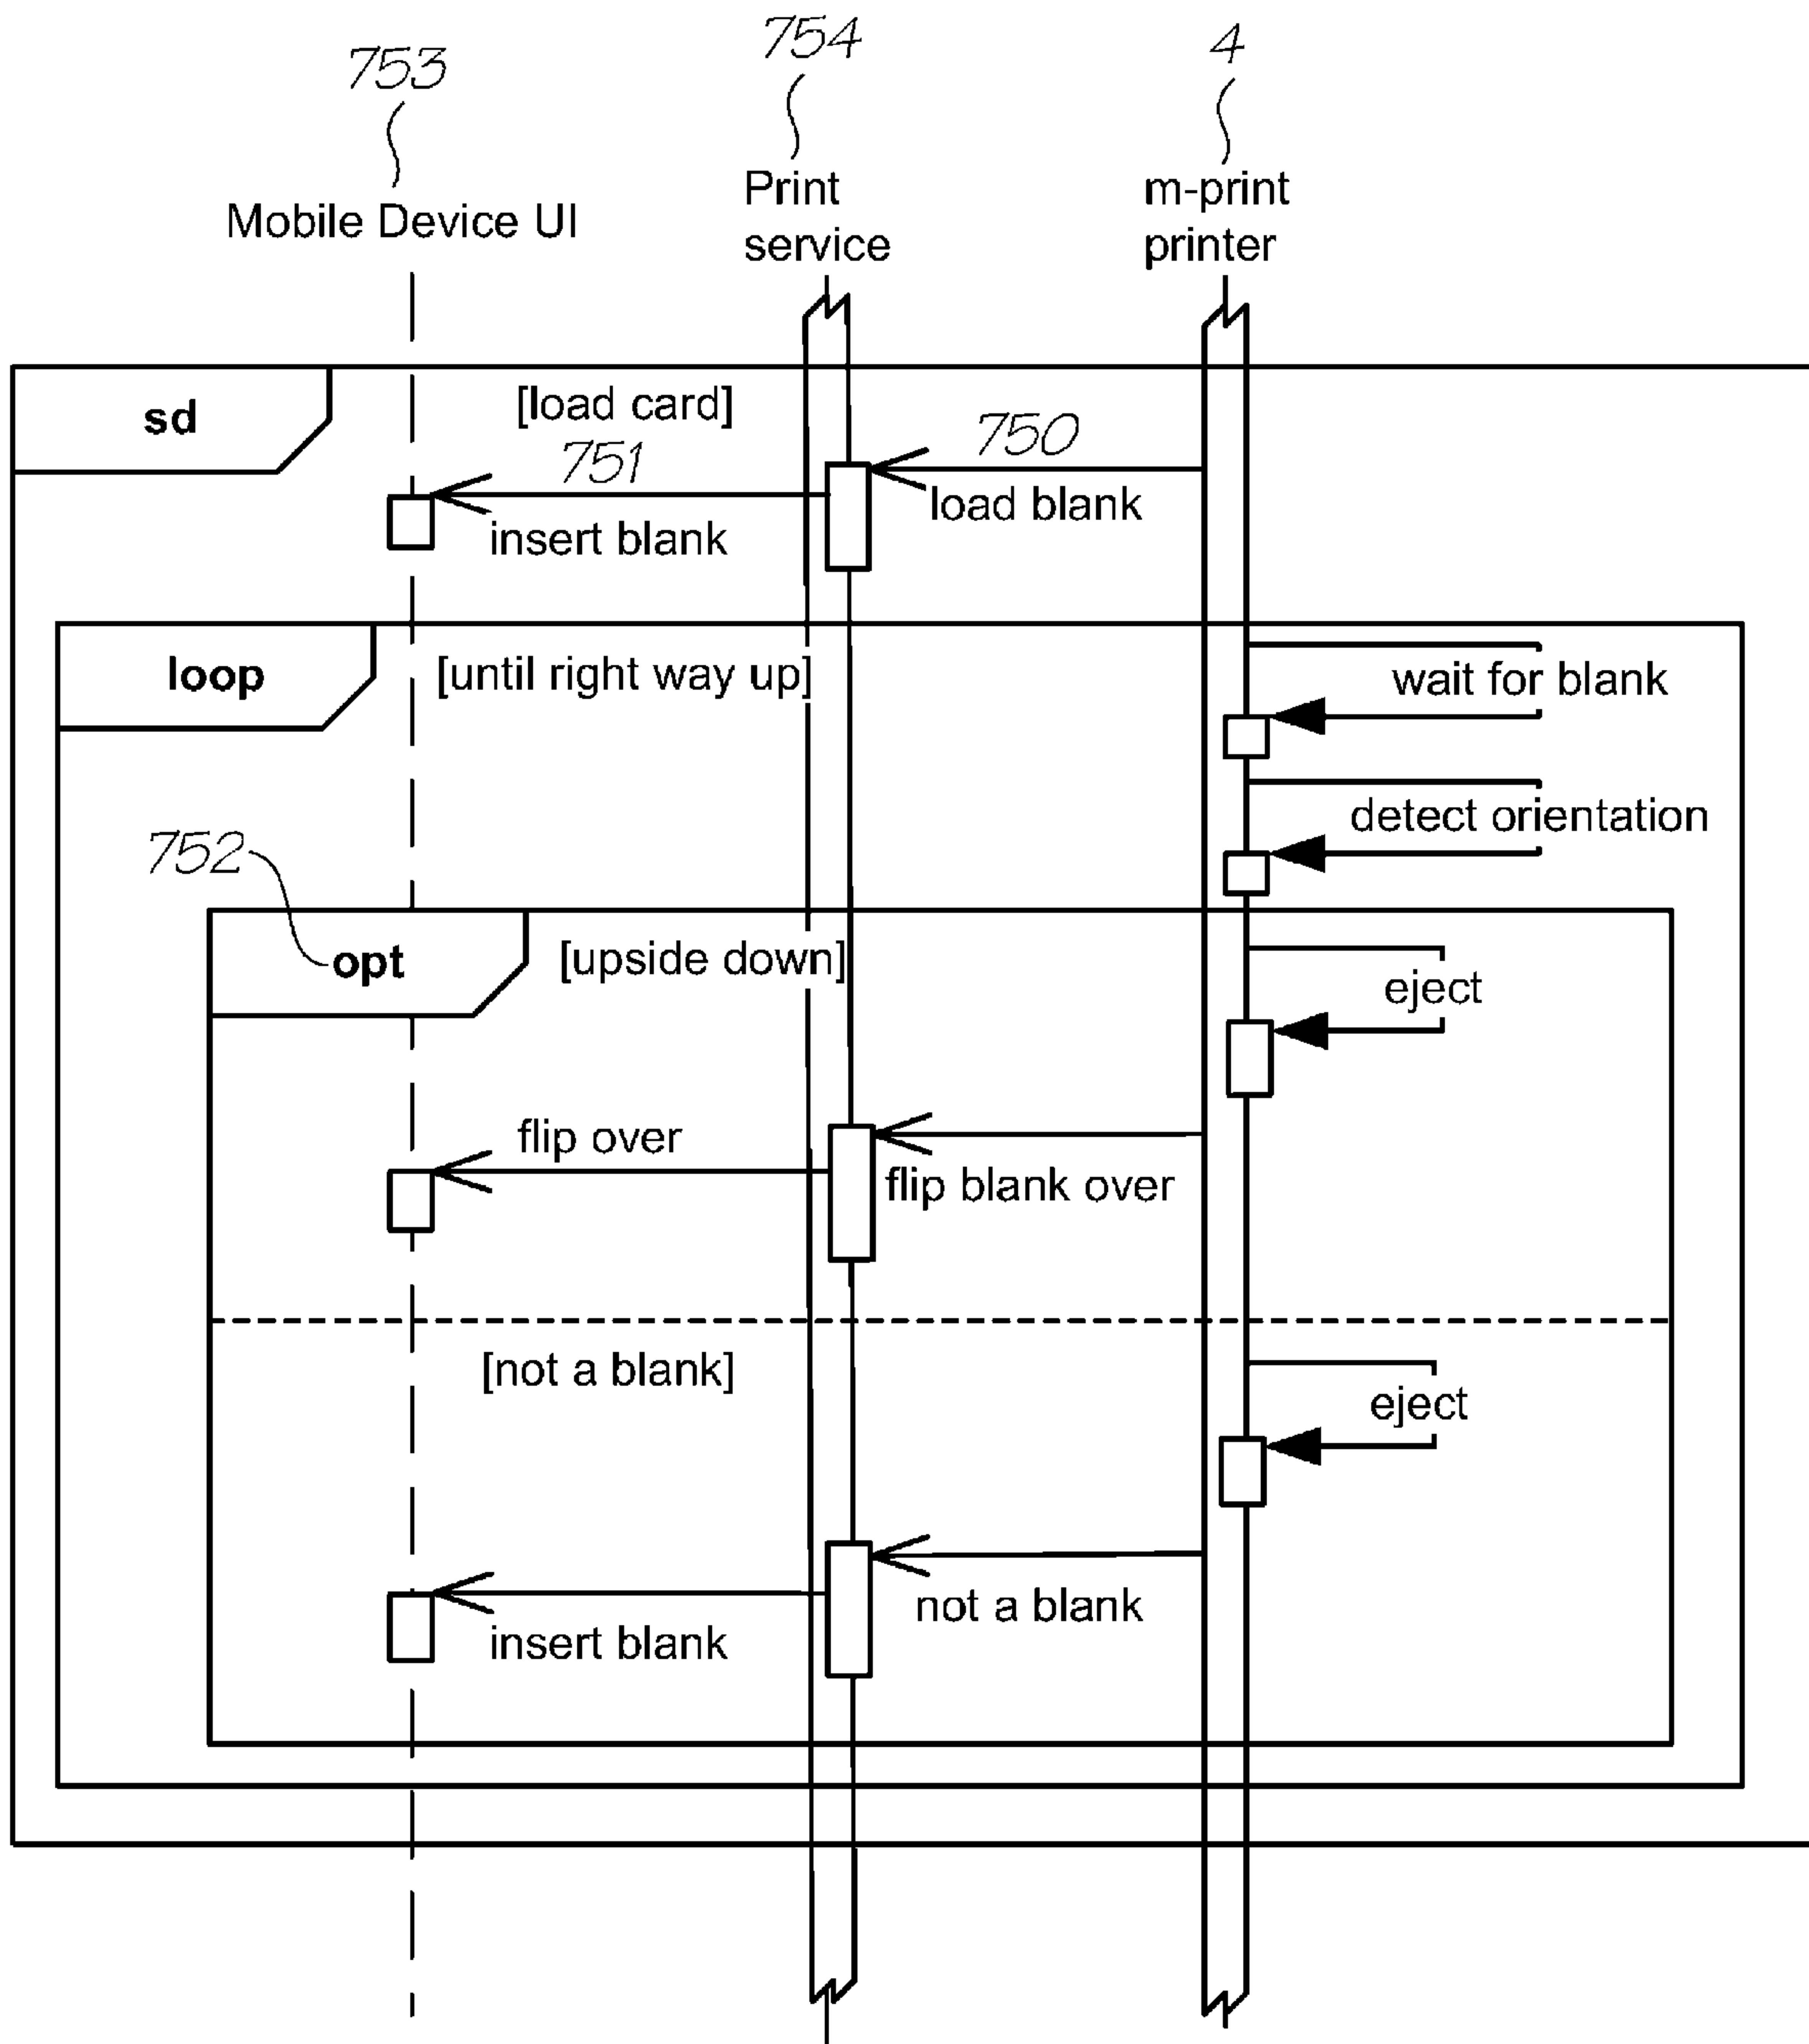 753
754
4
Mobile Device UI
Print
service
m-print
printer
sd
[load card]
751
750
insert blank
load blank
loop
[until right way up]
wait for blank
detect orientation
752
opt
[upside down]
eject
flip over
flip blank over
[not a blank]
eject
not a blank
insert blank